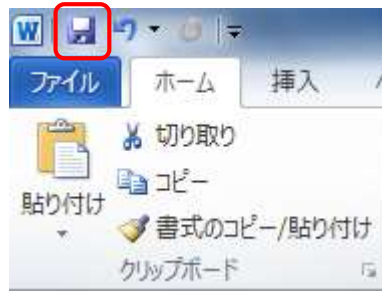 W
ファイル ホーム 挿入
切り取り
コピー
貼り付け
書式のコピー/貼り付け
クリップボード